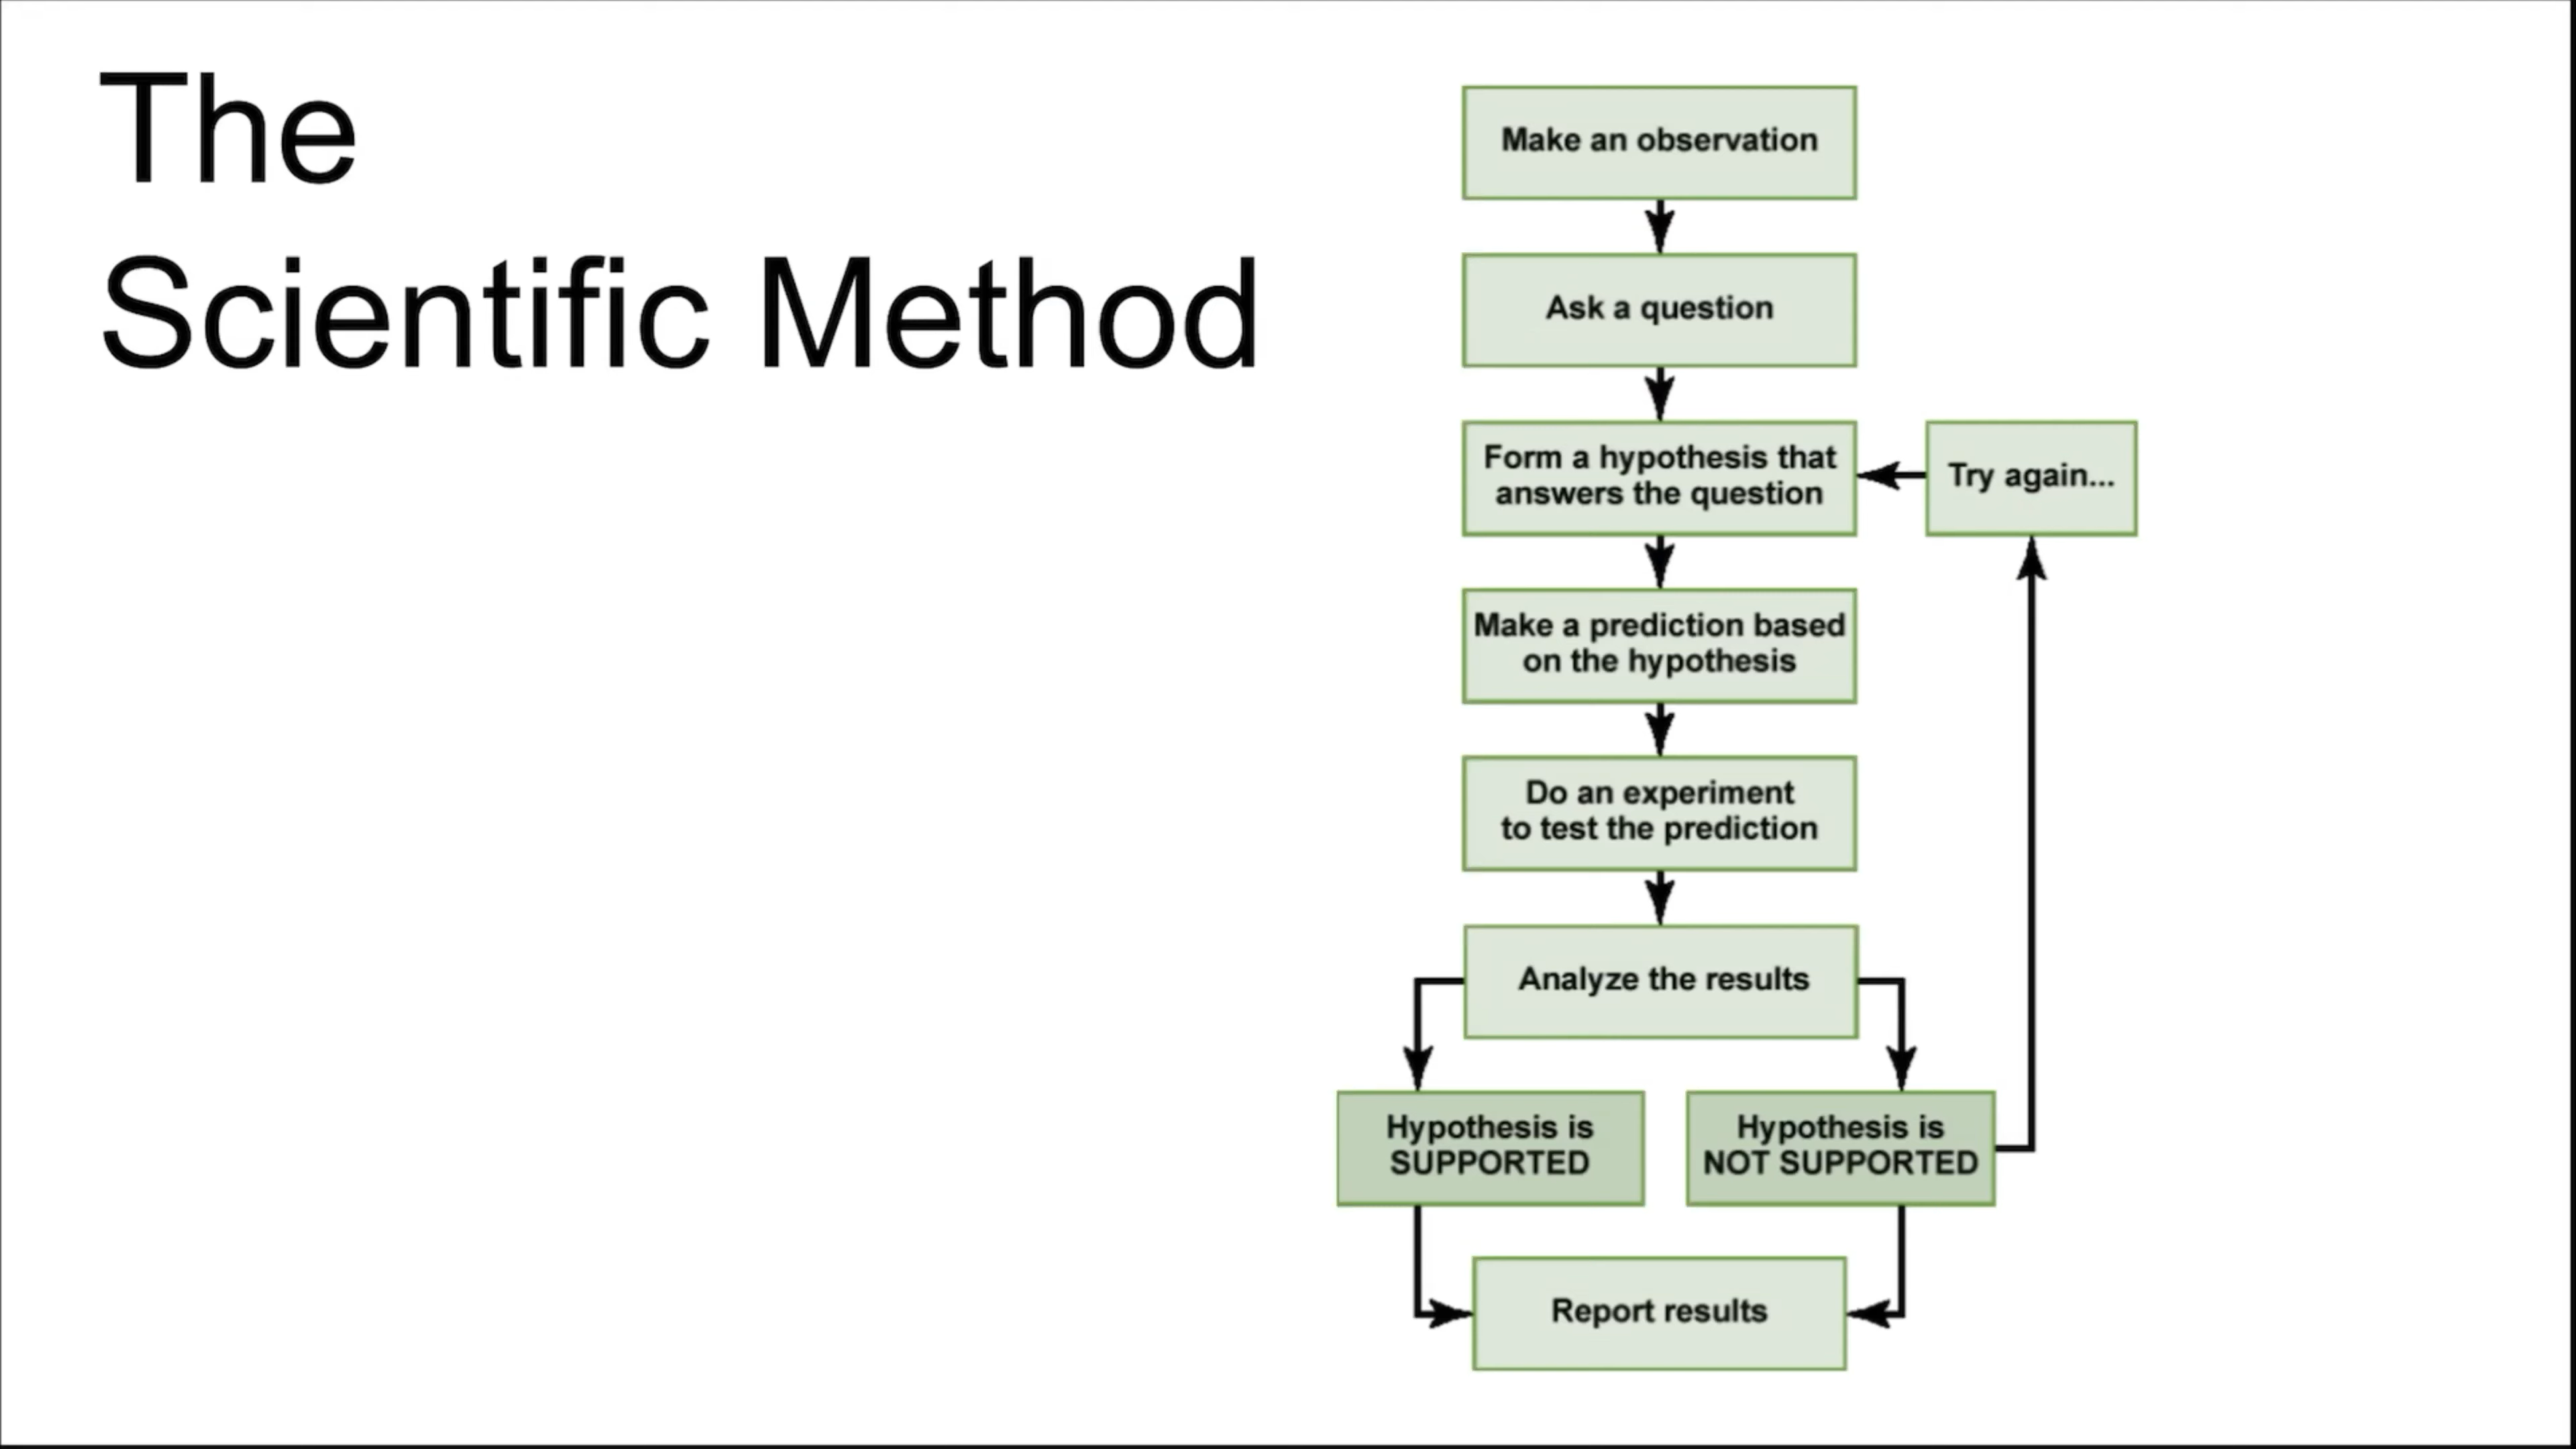 The
Scientific Method
Make an observation
Ask a question
Form a hypothesis that
answers the question
Try again...
Make a prediction based
on the hypothesis
Do an experiment
to test the prediction
Analyze the results
Hypothesis is
SUPPORTED
Hypothesis is
NOT SUPPORTED
Report results